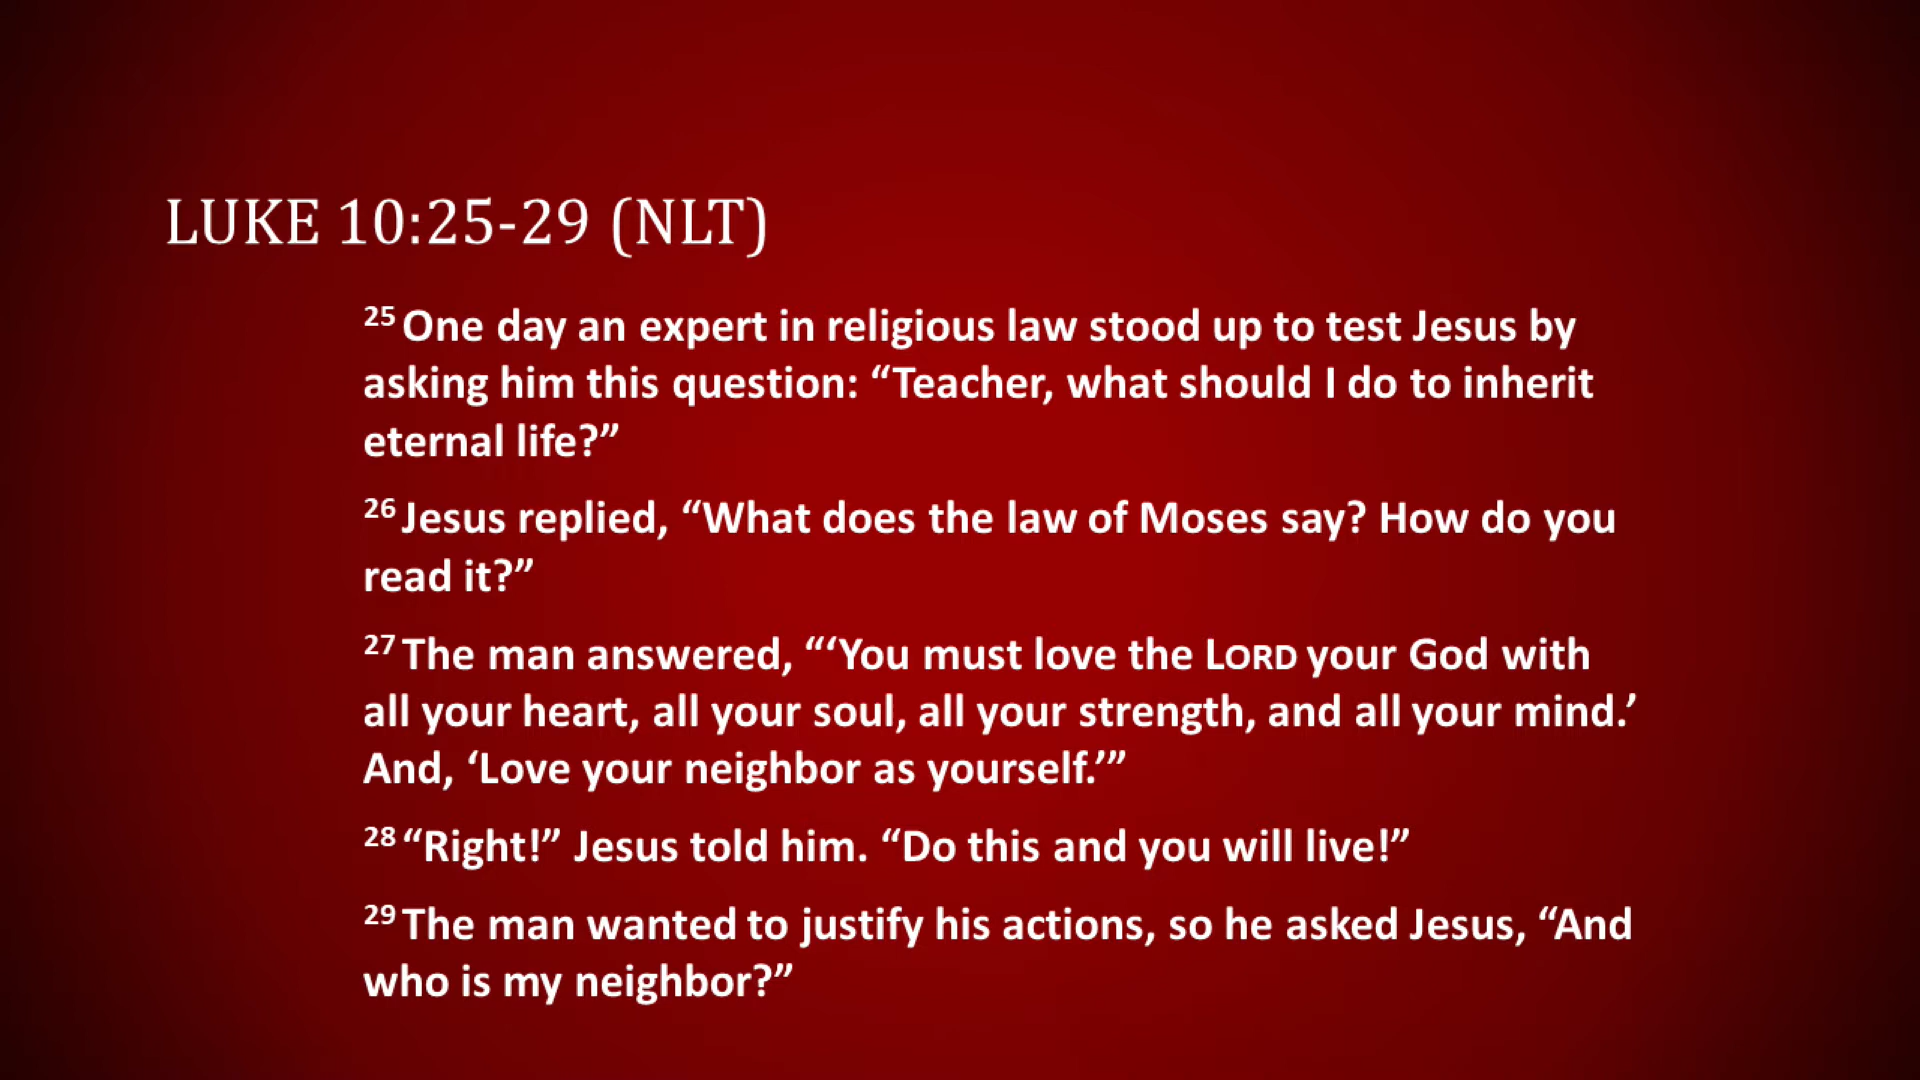 LUKE 10:25-29 (NLT)
25 One day an expert in religious law stood up to test Jesus by
asking him this question: “Teacher, what should I do to inherit
eternal life?”
26 Jesus replied, “What does the law of Moses say? How do you
read it?”
27 The man answered, “‘You must love the LORD your God with
all your heart, all your soul, all your strength, and all your mind.’
And, ‘Love your neighbor as yourself.’”
28 “Right!” Jesus told him. “Do this and you will live!”
29 The man wanted to justify his actions, so he asked Jesus, “And
who is my neighbor?”